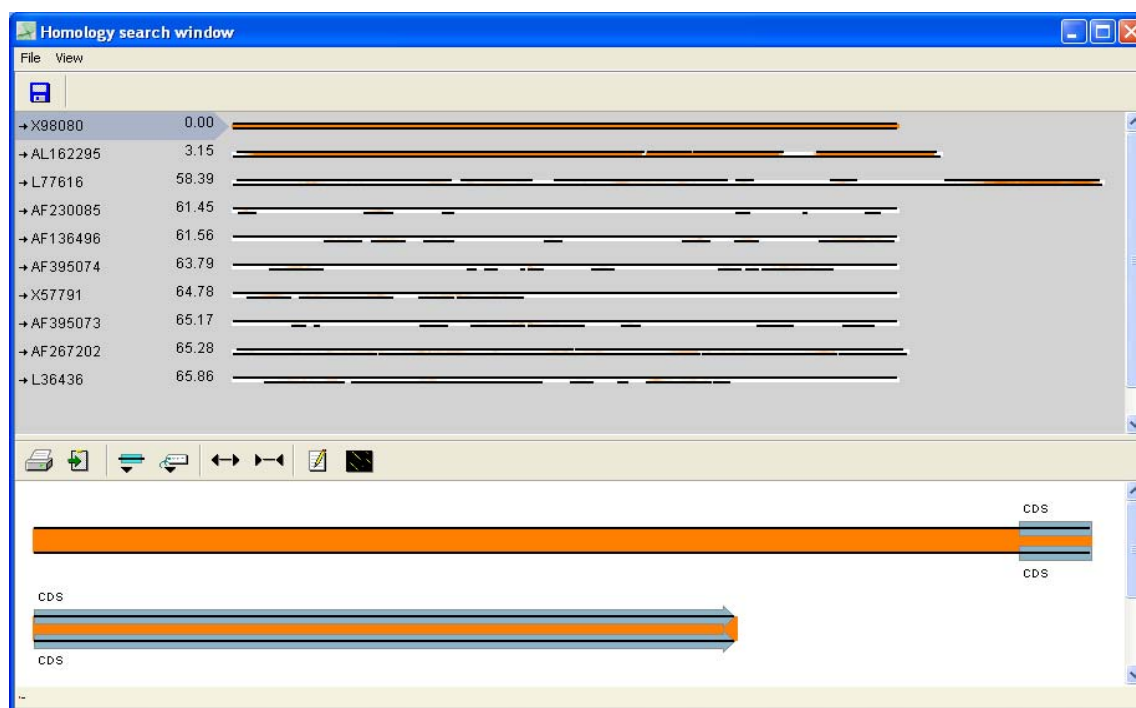 Homology search window
File View
X98080 0.00
AL162295 3.15
L77616 58.39
AF230085 61.45
AF136496 61.56
AF395074 63.79
X57791 64.78
AF395073 65.17
AF267202 65.28
L36436 65.86
CDS
CDS
CDS
CDS